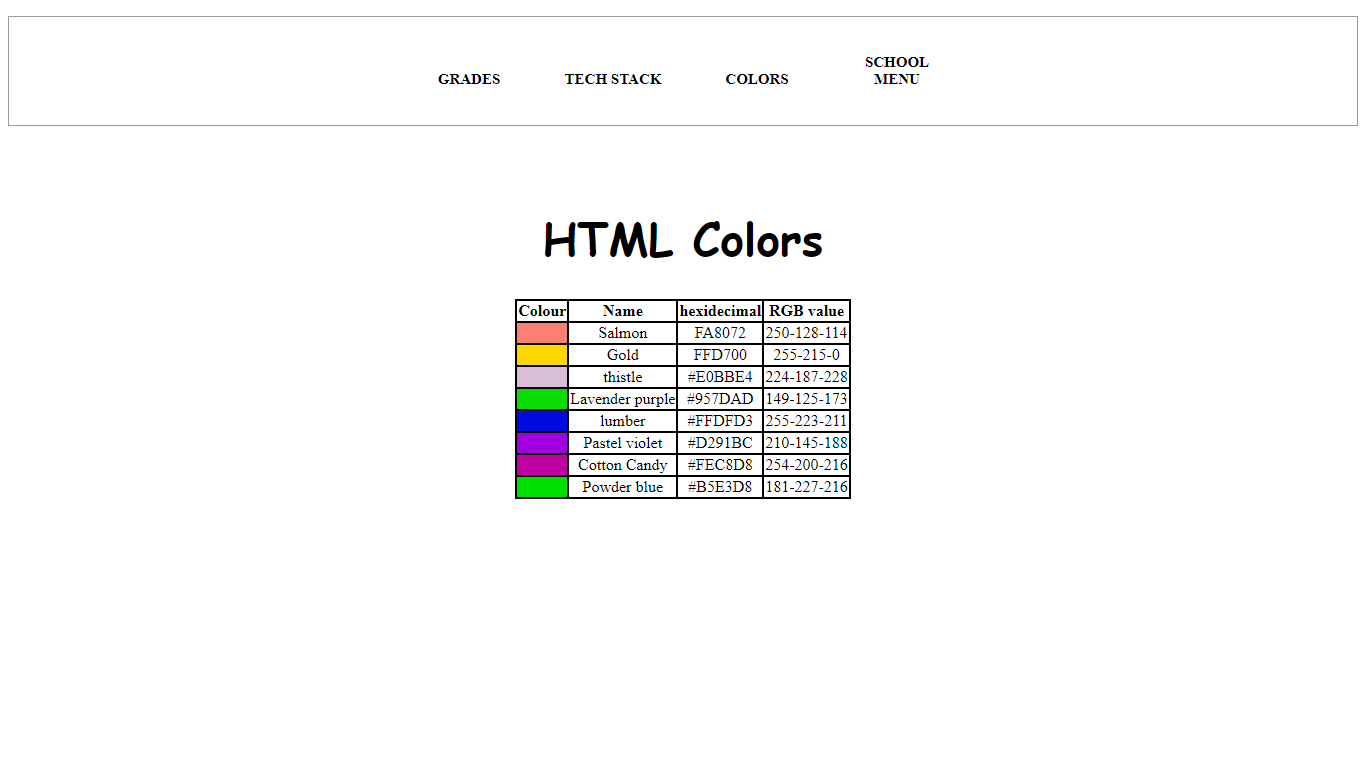 GRADES TECH STACK COLORS SCHOOL MENU
HTML Colors
Colour Name hexidecimal RGB value
Salmon FA8072 250-128-114
Gold FFD700 255-215-0
thistle #E0BBE4 224-187-228
Lavender purple #957DAD 149-125-173
lumber #FFDFD3 255-223-211
Pastel violet #D291BC 210-145-188
Cotton Candy #FEC8D8 254-200-216
Powder blue #B5E3D8 181-227-216